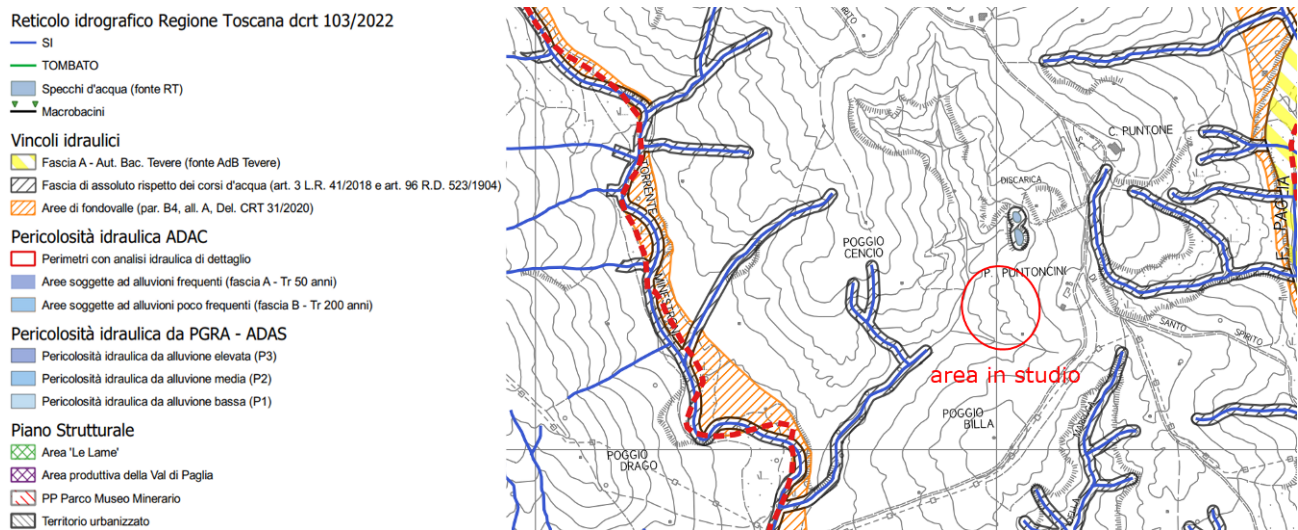 Reticolo idrografico Regione Toscana dcrt 103/2022
SI
TOMBATO
Specchi d'acqua (fonte RT)
Macrobacini
Vincoli idraulici
Fascia A - Aut. Bac. Tevere (fonte AdB Tevere)
Fascia di assoluto rispetto dei corsi d'acqua (art. 3 L.R. 41/2018 e art. 96 R.D. 523/1904)
Aree di fondovalle (par. B4, all. A, Del. CRT 31/2020)
Pericolosità idraulica ADAC
Perimetri con analisi idraulica di dettaglio
Aree soggette ad alluvioni frequenti (fascia A - Tr 50 anni)
Aree soggette ad alluvioni poco frequenti (fascia B - Tr 200 anni)
Pericolosità idraulica da PGRA - ADAS
Pericolosità idraulica da alluvione elevata (P3)
Pericolosità idraulica da alluvione media (P2)
Pericolosità idraulica da alluvione bassa (P1)
Piano Strutturale
Area 'Le Lame'
Area produttiva della Val di Paglia
PP Parco Museo Minerario
Territorio urbanizzato
SPIRITO
C. PUNTONE
TORRENTE
DISCARICA
F. PAGLIA
POGGIO
CENCIO
P. PUNTONCINI
DI
SANTO
SPIRITO
area in studio
POGGIO
BILLA
POGGIO
DRAGO